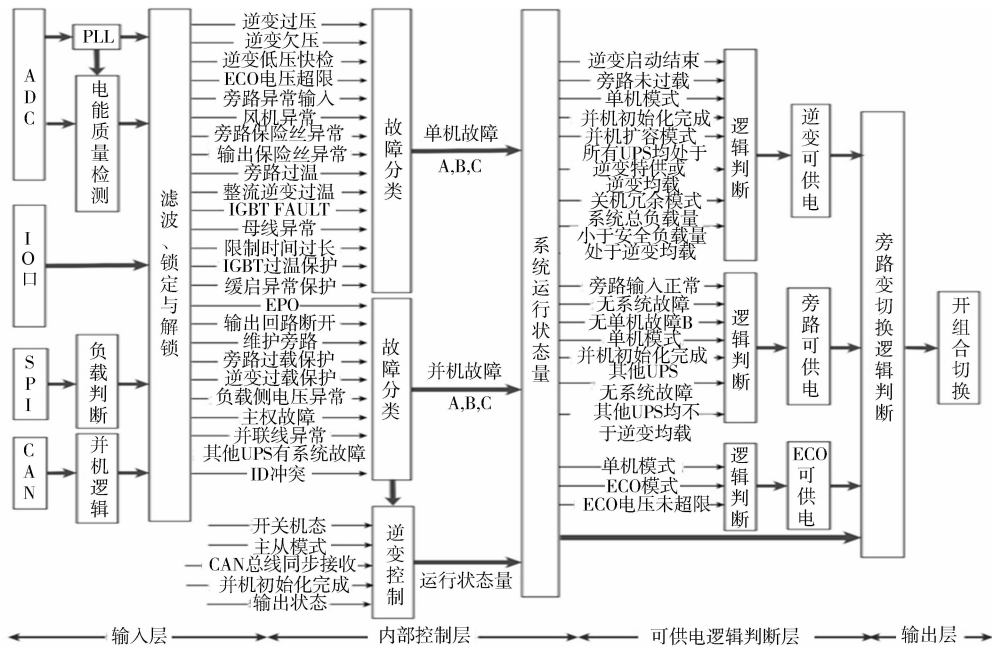 ADC
PLL
电能质量检测
IO口
SPI
负载判断
CAN
并机逻辑
滤波、锁定与解锁
逆变过压
逆变欠压
逆变低压快检
ECO电压超限
旁路异常输入
风机异常
旁路保险丝异常
输出保险丝异常
旁路过温
整流逆变过温
IGBT FAULT
母线异常
限制时间过长
IGBT过温保护
缓启异常保护
EPO
输出回路断开
维护旁路
旁路过载保护
逆变过载保护
负载侧电压异常
主权故障
并联线异常
其他UPS有系统故障
ID冲突
开关机态
主从模式
CAN总线同步接收
并机初始化完成
输出状态
故障分类
故障分类
逆变控制
单机故障
A,B,C
并机故障
A,B,C
运行状态量
系统运行状态量
逆变启动结束
旁路未过载
单机模式
并机初始化完成
并机扩容模式
所有UPS均处于
逆变特供或
逆变均载
关机冗余模式
系统总负载量
小于安全负载量
处于逆变均载
旁路输入正常
无系统故障
无单机故障B
单机模式
并机初始化完成
其他UPS
无系统故障
其他UPS均不
于逆变均载
单机模式
ECO模式
ECO电压未超限
逻辑判断
逻辑判断
逻辑判断
逆变可供电
旁路可供电
ECO可供电
旁路变切换逻辑判断
开组合切换
输入层
内部控制层
可供电逻辑判断层
输出层